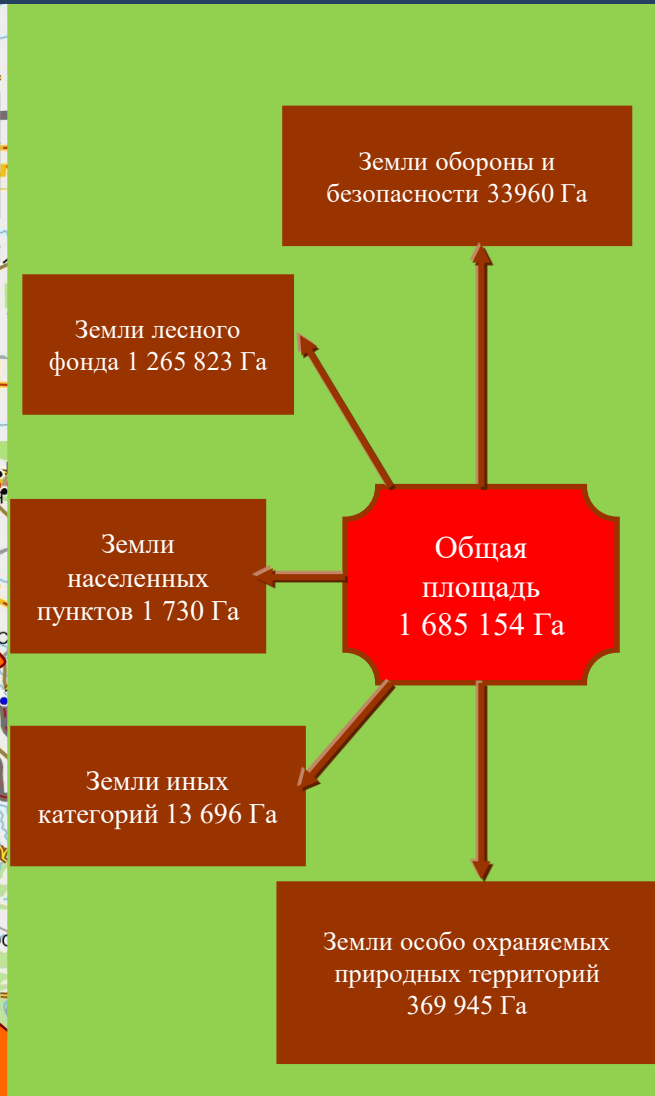 Земли обороны и
безопасности 33960 Га
Земли лесного
фонда 1 265 823 Га
Земли
населенных
пунктов 1 730 Га
Общая
площадь
1 685 154 Га
Земли иных
категорий 13 696 Га
Земли особо охраняемых
природных территорий
369 945 Га